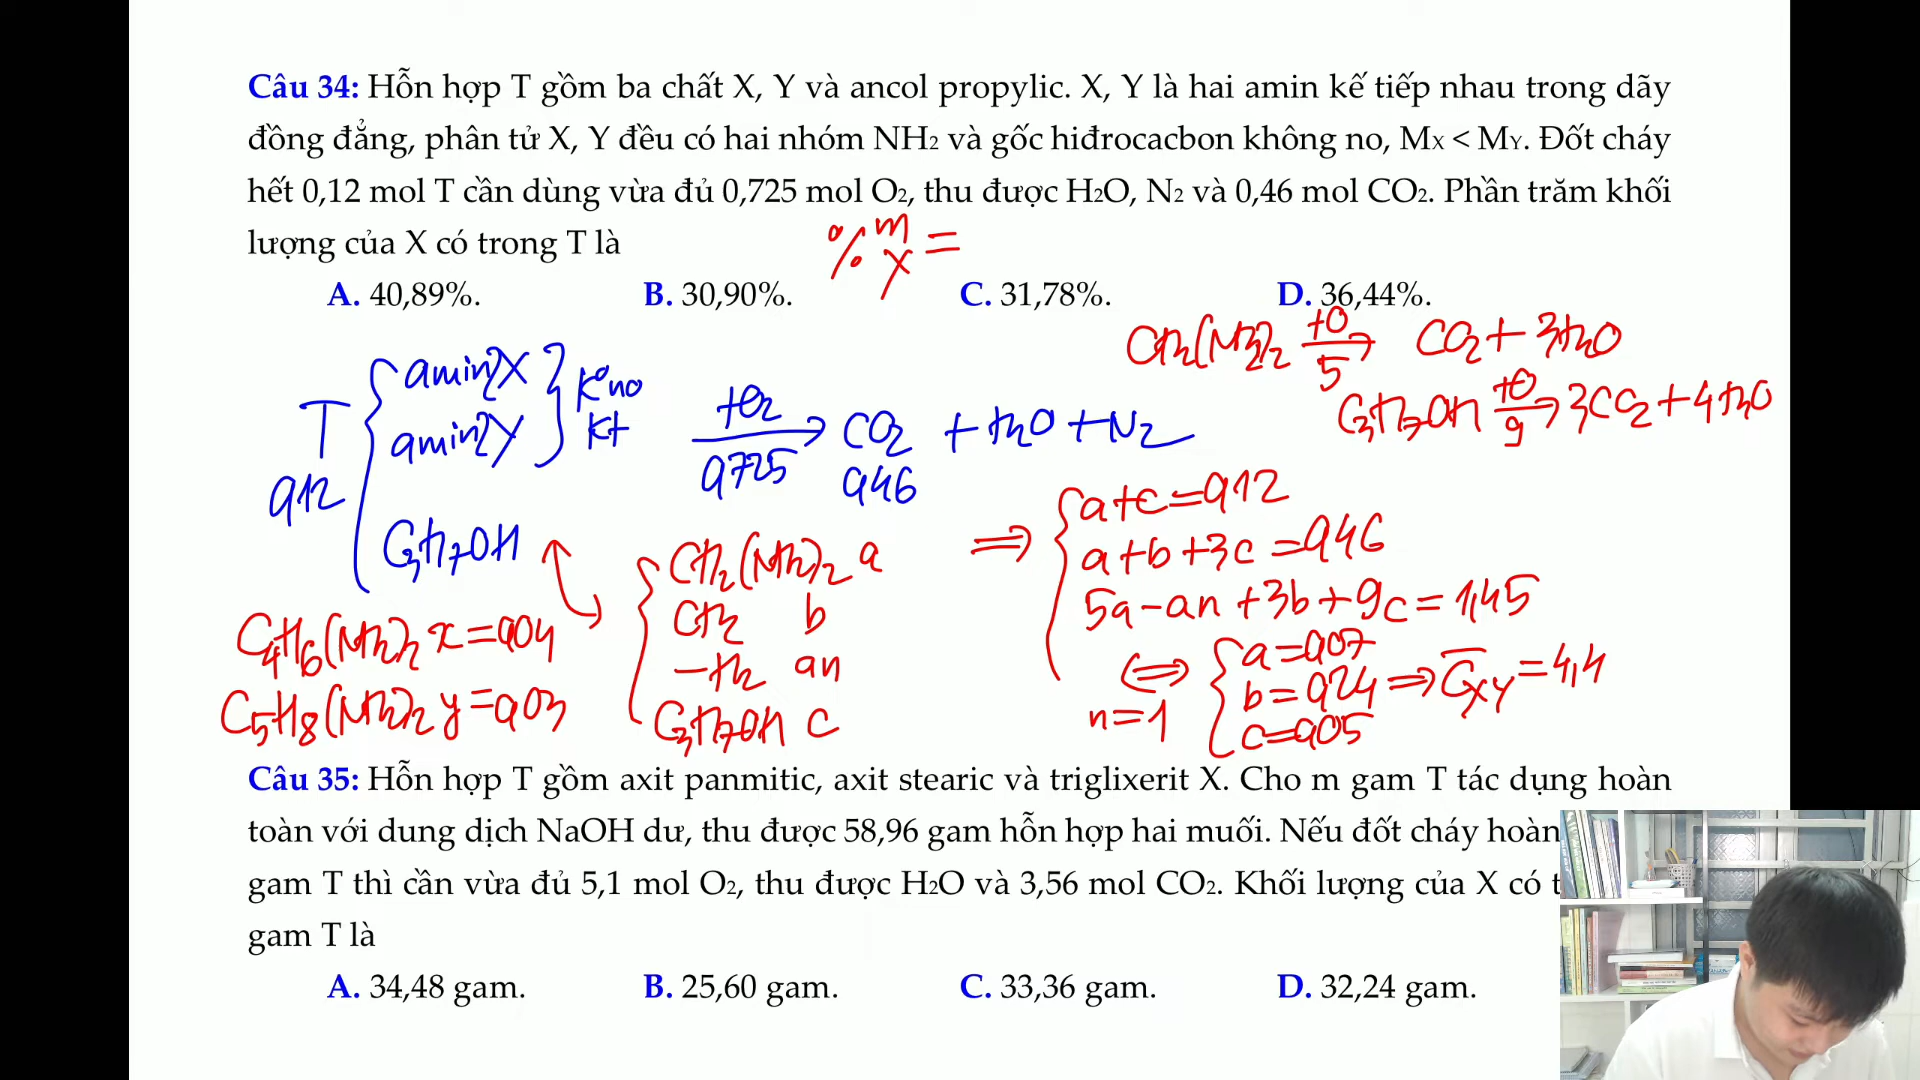 Câu 34: Hỗn hợp T gồm ba chất X, Y và ancol propylic. X, Y là hai amin kế tiếp nhau trong dãy
đồng đẳng, phân tử X, Y đều có hai nhóm NH₂ và gốc hiđrocacbon không no, Mₓ < Mʏ. Đốt cháy
hết 0,12 mol T cần dùng vừa đủ 0,725 mol O₂, thu được H₂O, N₂ và 0,46 mol CO₂. Phần trăm khối
lượng của X có trong T là
%mX =
A. 40,89%. B. 30,90%. C. 31,78%. D. 36,44%.
CH₂(NH₂)₂ +O 5 → CO₂ + 3H₂O
C₃H₇OH +O 9 → 3CO₂ + 4H₂O
T 0,12
amin X
amin Y
k° no
C₃H₇OH
+O₂ 0,725 → CO₂ + H₂O + N₂
0,46
CH₂(NH₂)₂ a
CH₂ b
-H₂ an
C₃H₇OH c
⇒ a+c=0,12
a+b+3c=0,46
5a-an+3b+9c=1,45
⇔ n=1
a=0,07
b=0,24 ⇒ C̅XY=4,4
c=0,05
C₄H₆(NH₂)₂ x=0,04
C₅H₈(NH₂)₂ y=0,03
Câu 35: Hỗn hợp T gồm axit panmitic, axit stearic và triglixerit X. Cho m gam T tác dụng hoàn
toàn với dung dịch NaOH dư, thu được 58,96 gam hỗn hợp hai muối. Nếu đốt cháy hoàn
gam T thì cần vừa đủ 5,1 mol O₂, thu được H₂O và 3,56 mol CO₂. Khối lượng của X có t
gam T là
A. 34,48 gam. B. 25,60 gam. C. 33,36 gam. D. 32,24 gam.